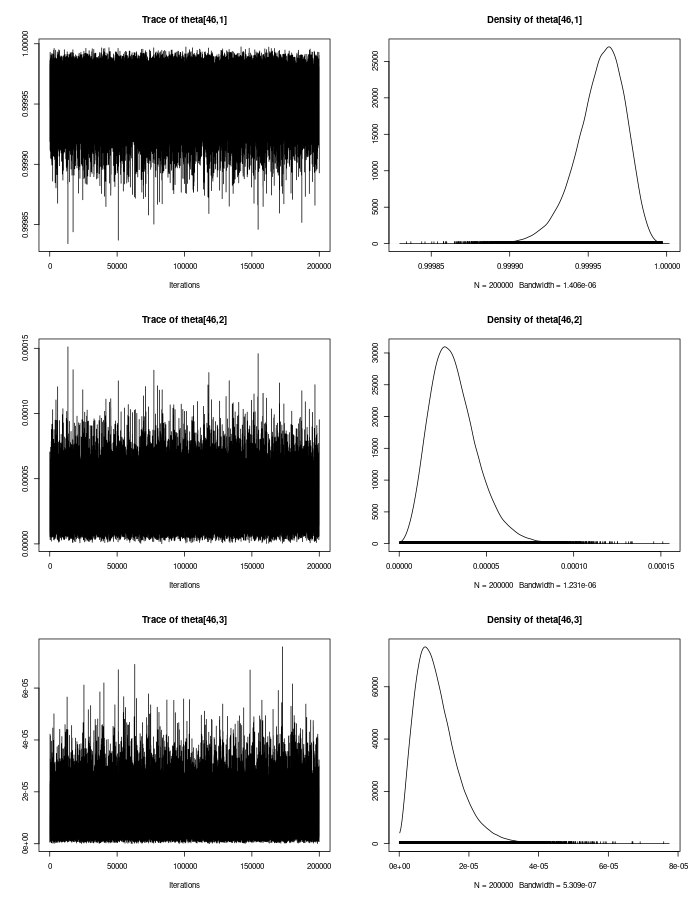 Trace of theta[46,1]
0.99985 0.99990 0.99995 1.00000
0 50000 100000 150000 200000
Iterations
Density of theta[46,1]
0 5000 10000 15000 20000 25000
0.99985 0.99990 0.99995 1.00000
N = 200000 Bandwidth = 1.406e-06
Trace of theta[46,2]
0.00000 0.00005 0.00010 0.00015
0 50000 100000 150000 200000
Iterations
Density of theta[46,2]
0 5000 10000 15000 20000 25000 30000
0.00000 0.00005 0.00010 0.00015
N = 200000 Bandwidth = 1.231e-06
Trace of theta[46,3]
0e+00 2e-05 4e-05 6e-05
0 50000 100000 150000 200000
Iterations
Density of theta[46,3]
0 20000 40000 60000
0e+00 2e-05 4e-05 6e-05 8e-05
N = 200000 Bandwidth = 5.309e-07